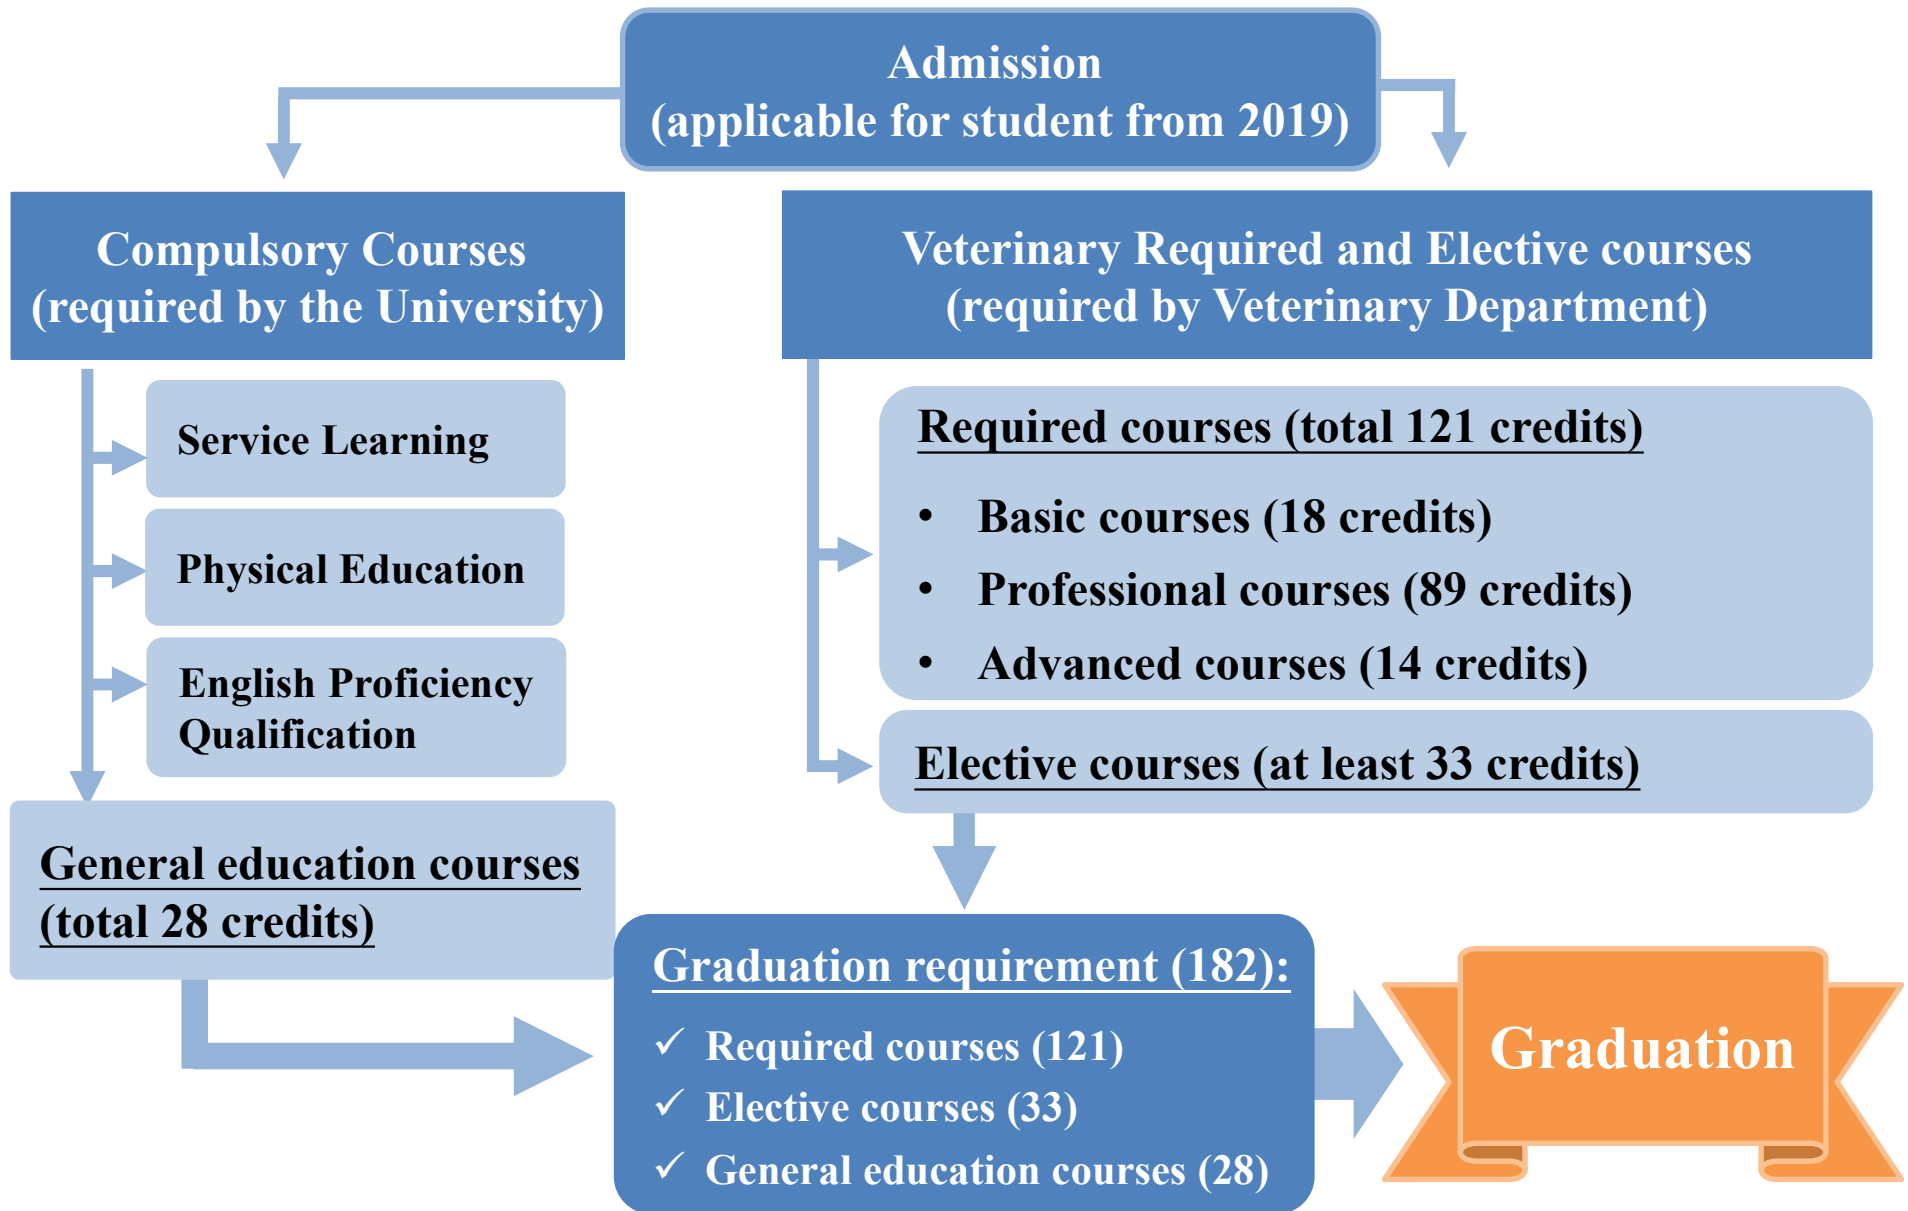 Admission
(applicable for student from 2019)
Compulsory Courses
(required by the University)
Service Learning
Physical Education
English Proficiency
Qualification
General education courses
(total 28 credits)
Veterinary Required and Elective courses
(required by Veterinary Department)
Required courses (total 121 credits)
• Basic courses (18 credits)
• Professional courses (89 credits)
• Advanced courses (14 credits)
Elective courses (at least 33 credits)
Graduation requirement (182):
✓ Required courses (121)
✓ Elective courses (33)
✓ General education courses (28)
Graduation